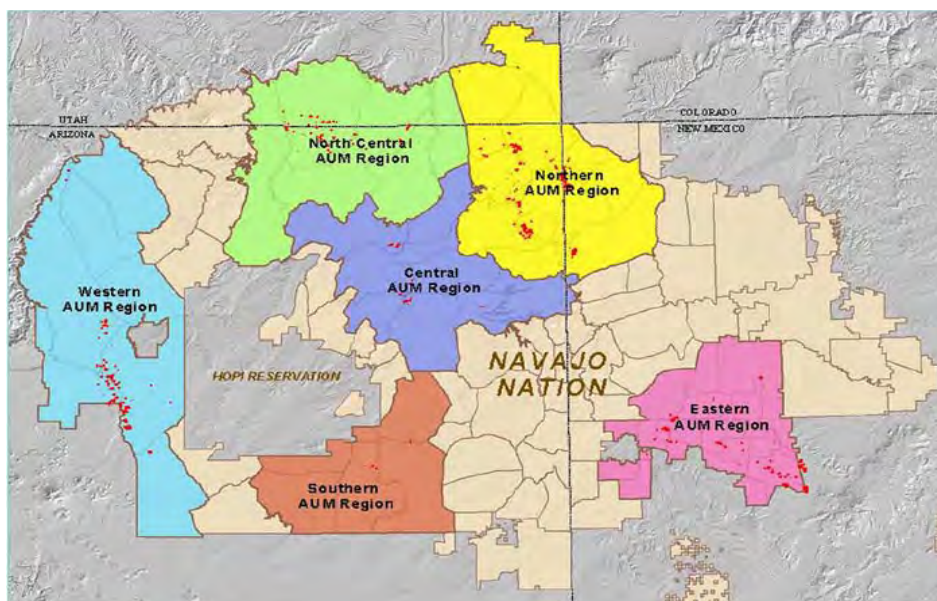 UTAH
ARIZONA
COLORADO
NEW MEXICO
North Central
AUM Region
Northern
AUM Region
Central
AUM Region
Western
AUM Region
HOPI RESERVATION
NAVAJO
NATION
Eastern
AUM Region
Southern
AUM Region